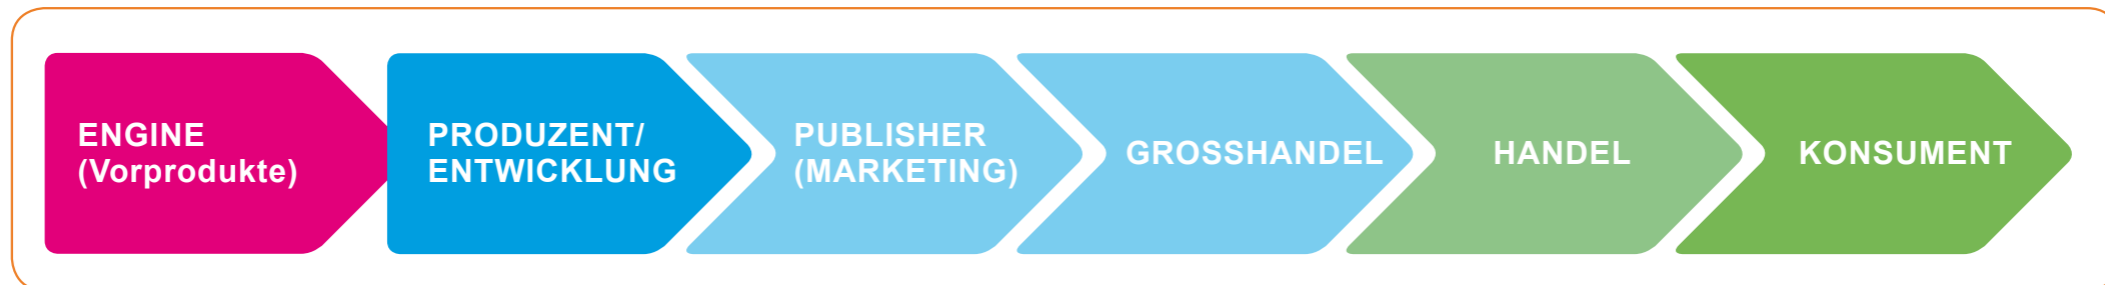 ENGINE
(Vorprodukte)
PRODUZENT/
ENTWICKLUNG
PUBLISHER
(MARKETING)
GROSSHANDEL
HANDEL
KONSUMENT